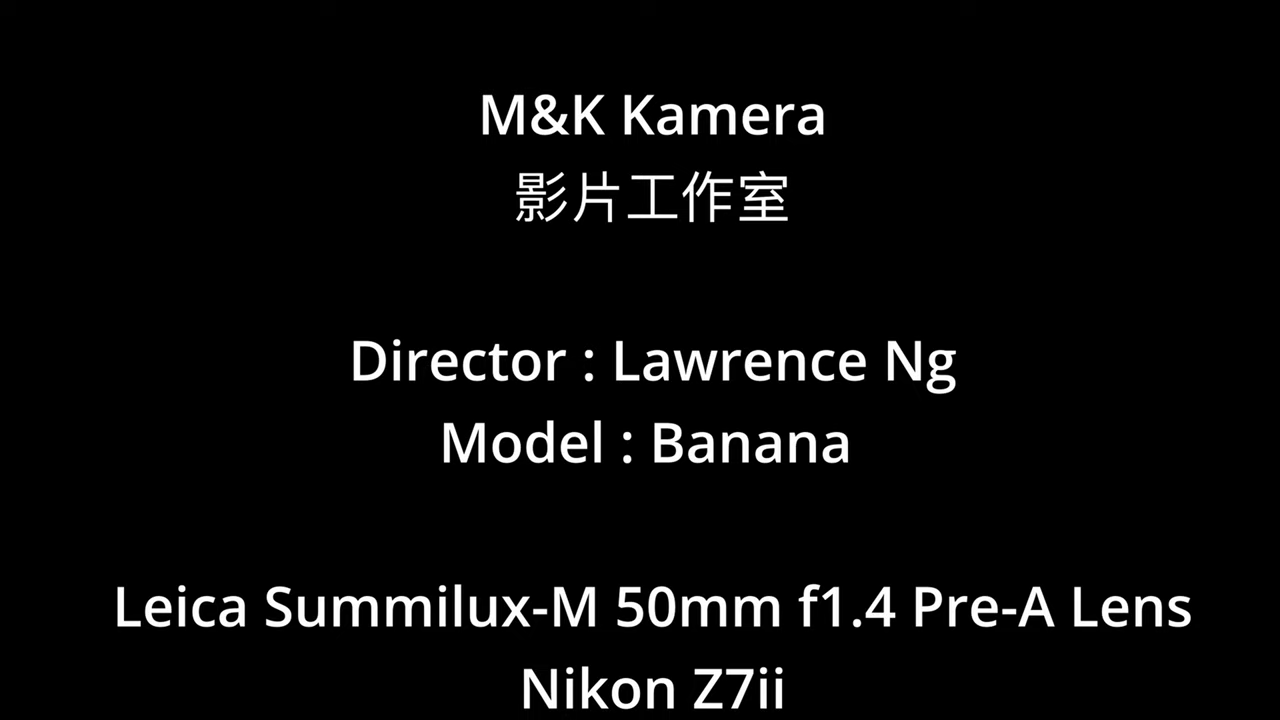 M&K Kamera
影片工作室
Director : Lawrence Ng
Model : Banana
Leica Summilux-M 50mm f1.4 Pre-A Lens
Nikon Z7ii